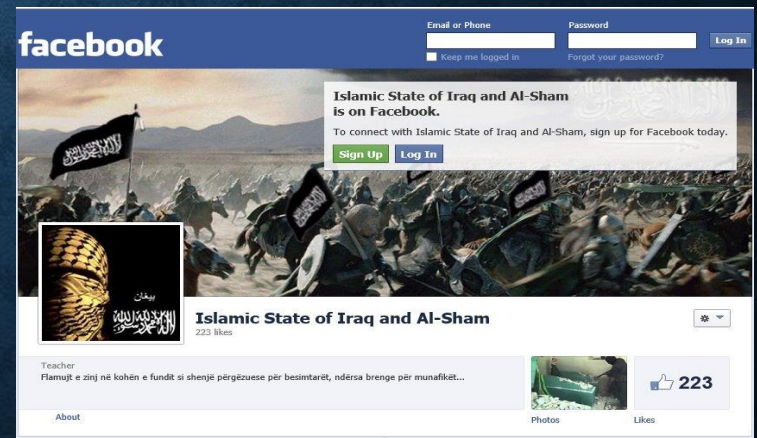 facebook
Email or Phone
Password
Log In
Keep me logged in
Forgot your password?
Islamic State of Iraq and Al-Sham
is on Facebook.
To connect with Islamic State of Iraq and Al-Sham, sign up for Facebook today.
Sign Up Log In
Islamic State of Iraq and Al-Sham
223 likes
Teacher
Flamujt e zinj në kohën e fundit si shenjë përgëzuese për besimtarët, ndërsa brenge për munafikët...
About
Photos
223
Likes